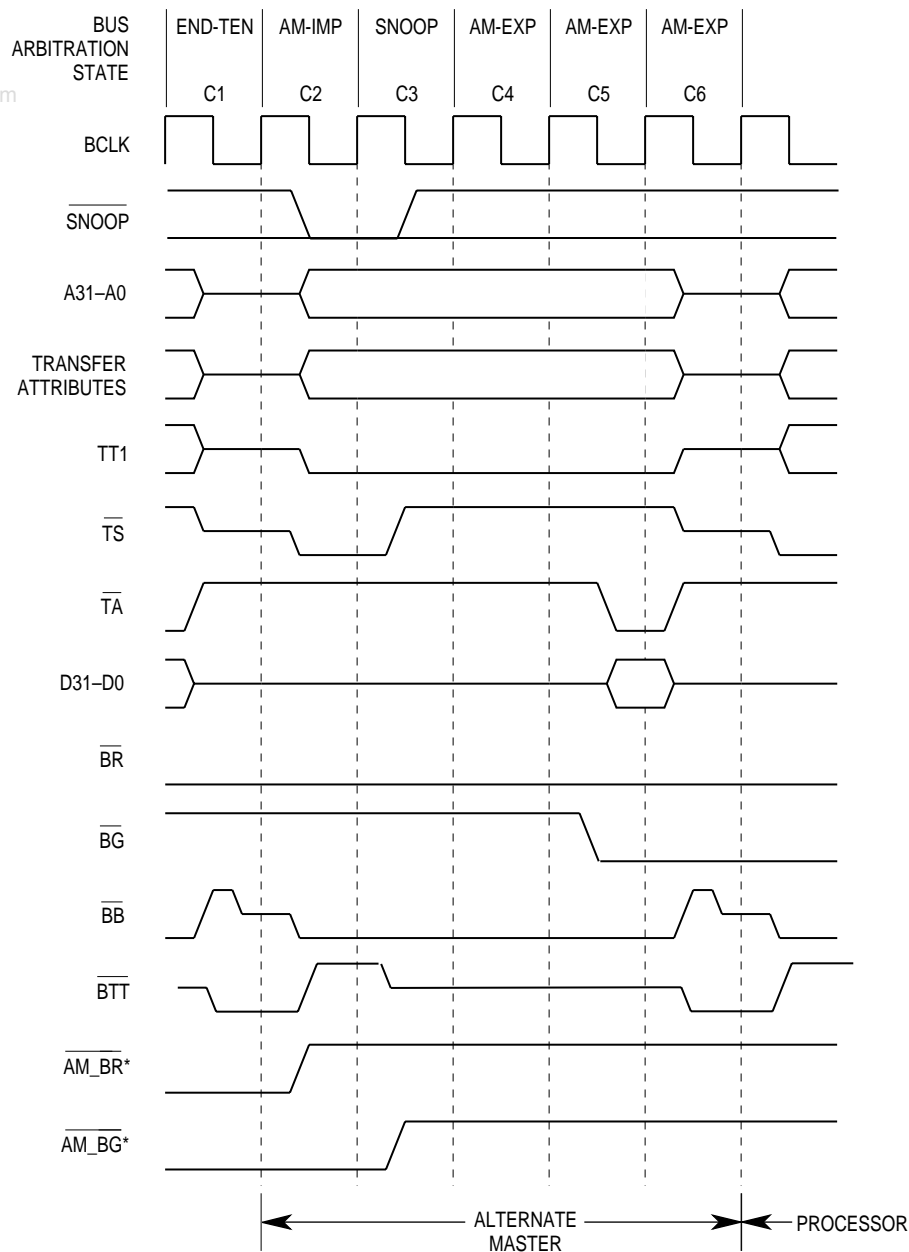 BUS
ARBITRATION
STATE
END-TEN AM-IMP SNOOP AM-EXP AM-EXP AM-EXP
m
C1 C2 C3 C4 C5 C6
BCLK
SNOOP
A31–A0
TRANSFER
ATTRIBUTES
TT1
TS
TA
D31–D0
BR
BG
BB
BTT
AM_BR*
AM_BG*
ALTERNATE
MASTER
PROCESSOR